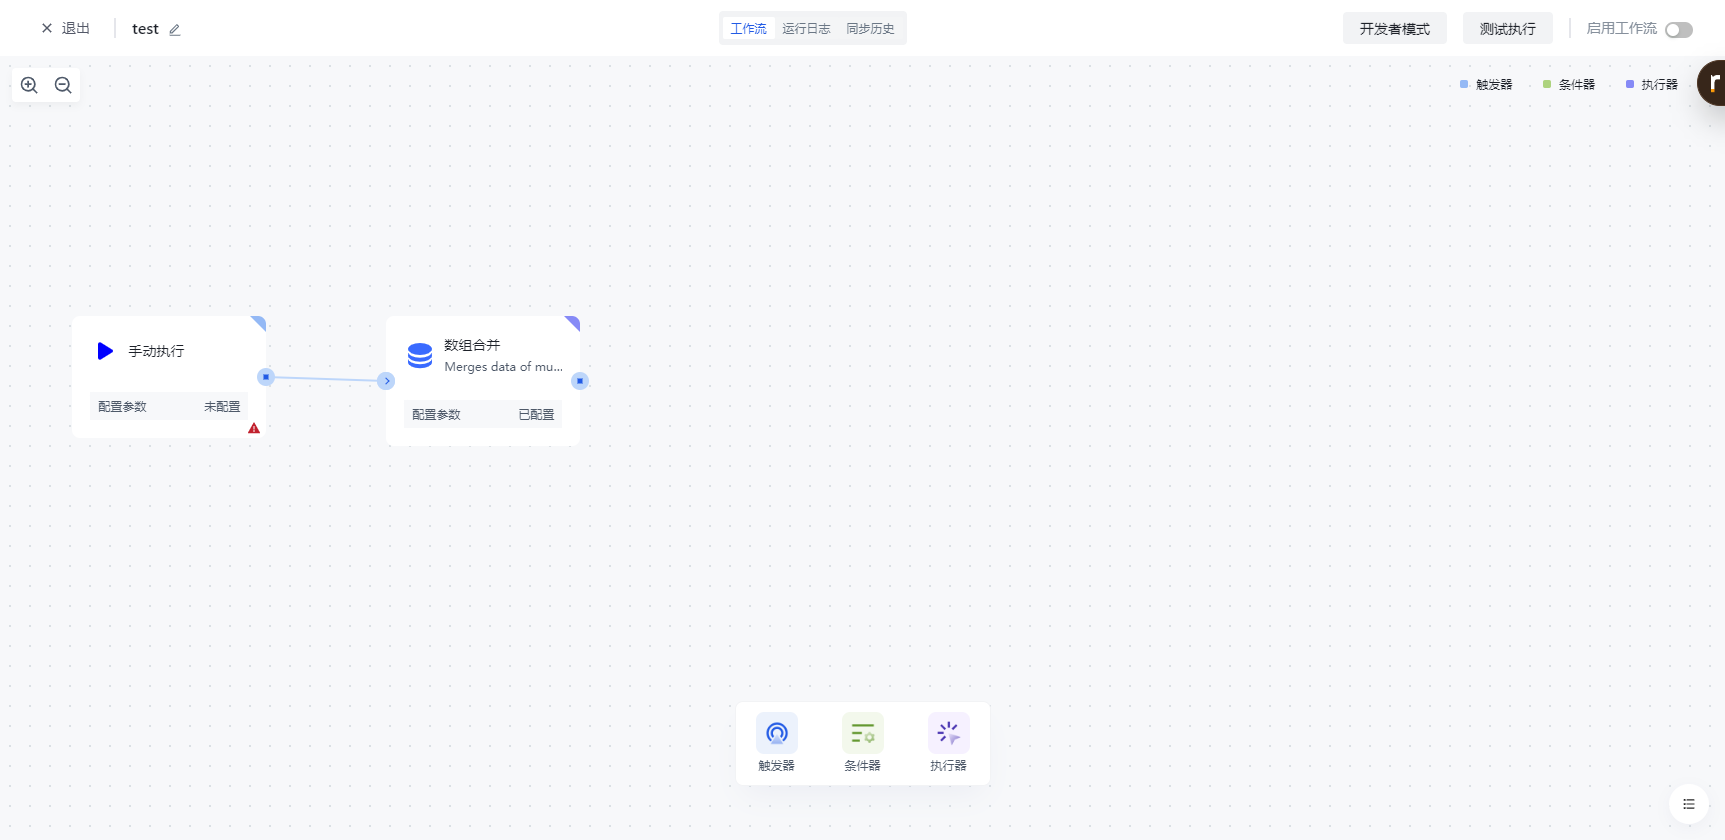 退出
test
工作流 运行日志 同步历史
开发者模式
测试执行
启用工作流
触发器 条件器 执行器
r
手动执行
配置参数 未配置
数组合并
Merges data of mu...
配置参数 已配置
触发器 条件器 执行器